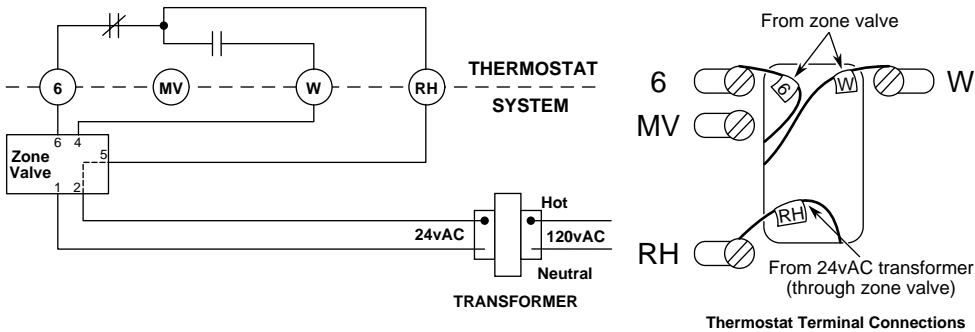 6
MV
W
RH
THERMOSTAT
SYSTEM
6 4
5
Zone
Valve
1 2
Hot
24vAC
120vAC
Neutral
TRANSFORMER
From zone valve
6
6
W
W
MV
RH
RH
From 24vAC transformer
(through zone valve)
Thermostat Terminal Connections